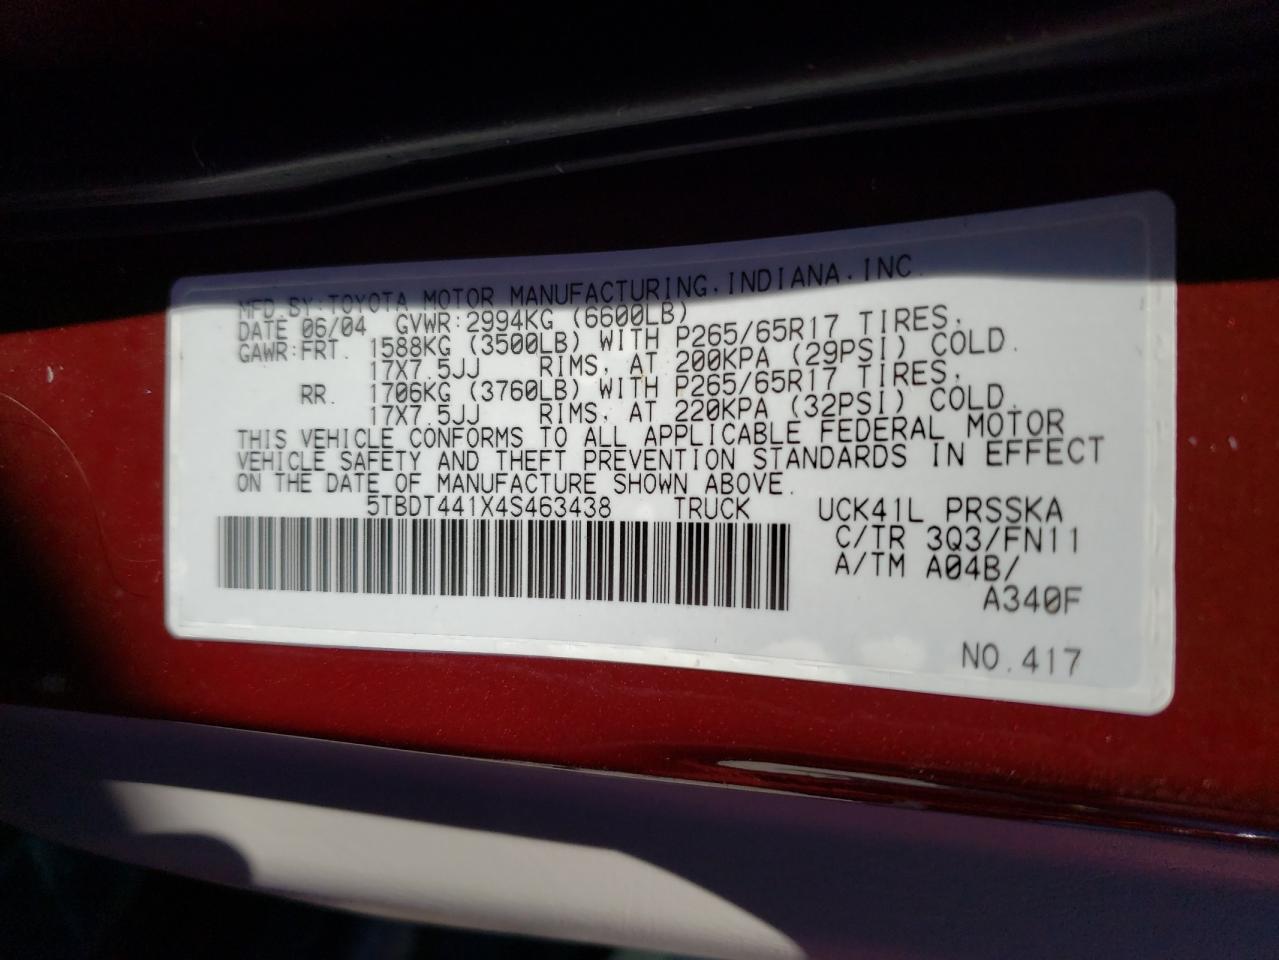 MFD.BY:TOYOTA MOTOR MANUFACTURING.INDIANA.INC.
DATE 06/04 GVWR:2994KG (6600LB)
GAWR:FRT. 1588KG (3500LB) WITH P265/65R17 TIRES,
17X7.5JJ RIMS, AT 200KPA (29PSI) COLD.
RR. 1706KG (3760LB) WITH P265/65R17 TIRES,
17X7.5JJ RIMS, AT 220KPA (32PSI) COLD.
THIS VEHICLE CONFORMS TO ALL APPLICABLE FEDERAL MOTOR
VEHICLE SAFETY AND THEFT PREVENTION STANDARDS IN EFFECT
ON THE DATE OF MANUFACTURE SHOWN ABOVE.
5TBDT441X4S463438 TRUCK UCK41L PRSSKA
C/TR 3Q3/FN11
A/TM A04B/
A340F
NO.417